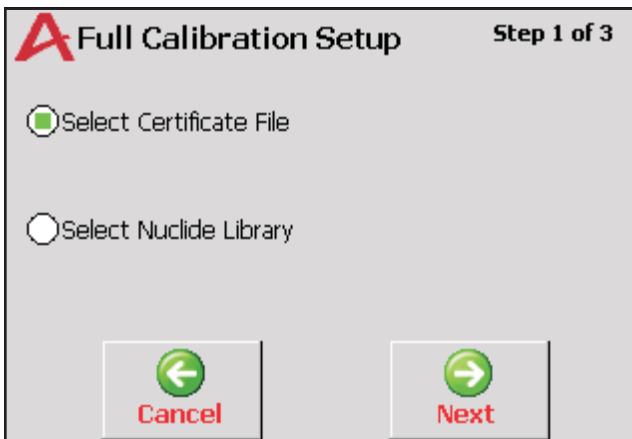 Full Calibration Setup
Step 1 of 3
Select Certificate File
Select Nuclide Library
Cancel
Next